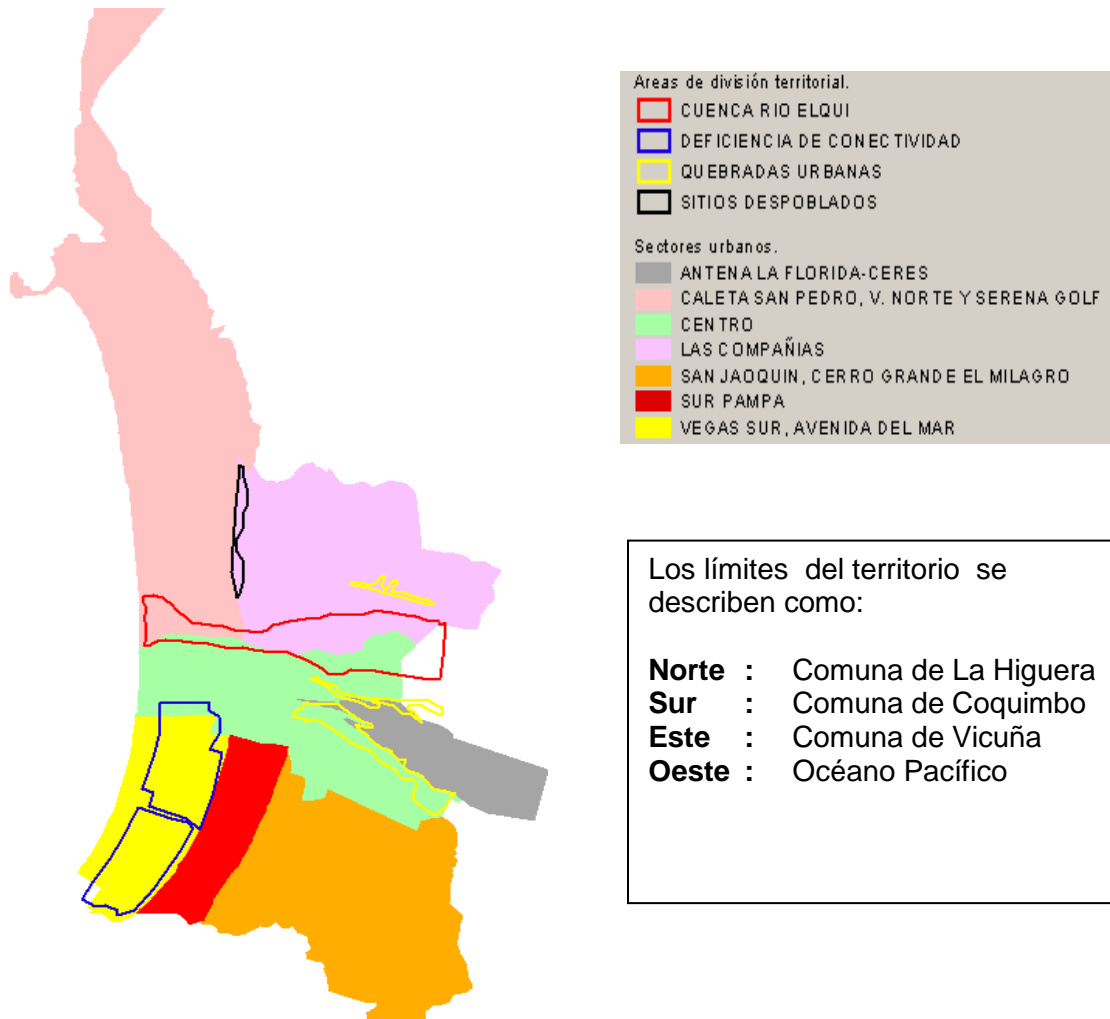 Areas de división territorial.
CUENCA RIO ELQUI
DEFICIENCIA DE CONECTIVIDAD
QUEBRADAS URBANAS
SITIOS DESPOBLADOS
Sectores urbanos.
ANTENA LA FLORIDA-CERES
CALETA SAN PEDRO, V. NORTE Y SERENA GOLF
CENTRO
LAS COMPAÑIAS
SAN JAOQUIN, CERRO GRANDE EL MILAGRO
SUR PAMPA
VEGAS SUR, AVENIDA DEL MAR
Los límites del territorio se
describen como:
Norte : Comuna de La Higuera
Sur : Comuna de Coquimbo
Este : Comuna de Vicuña
Oeste : Océano Pacífico